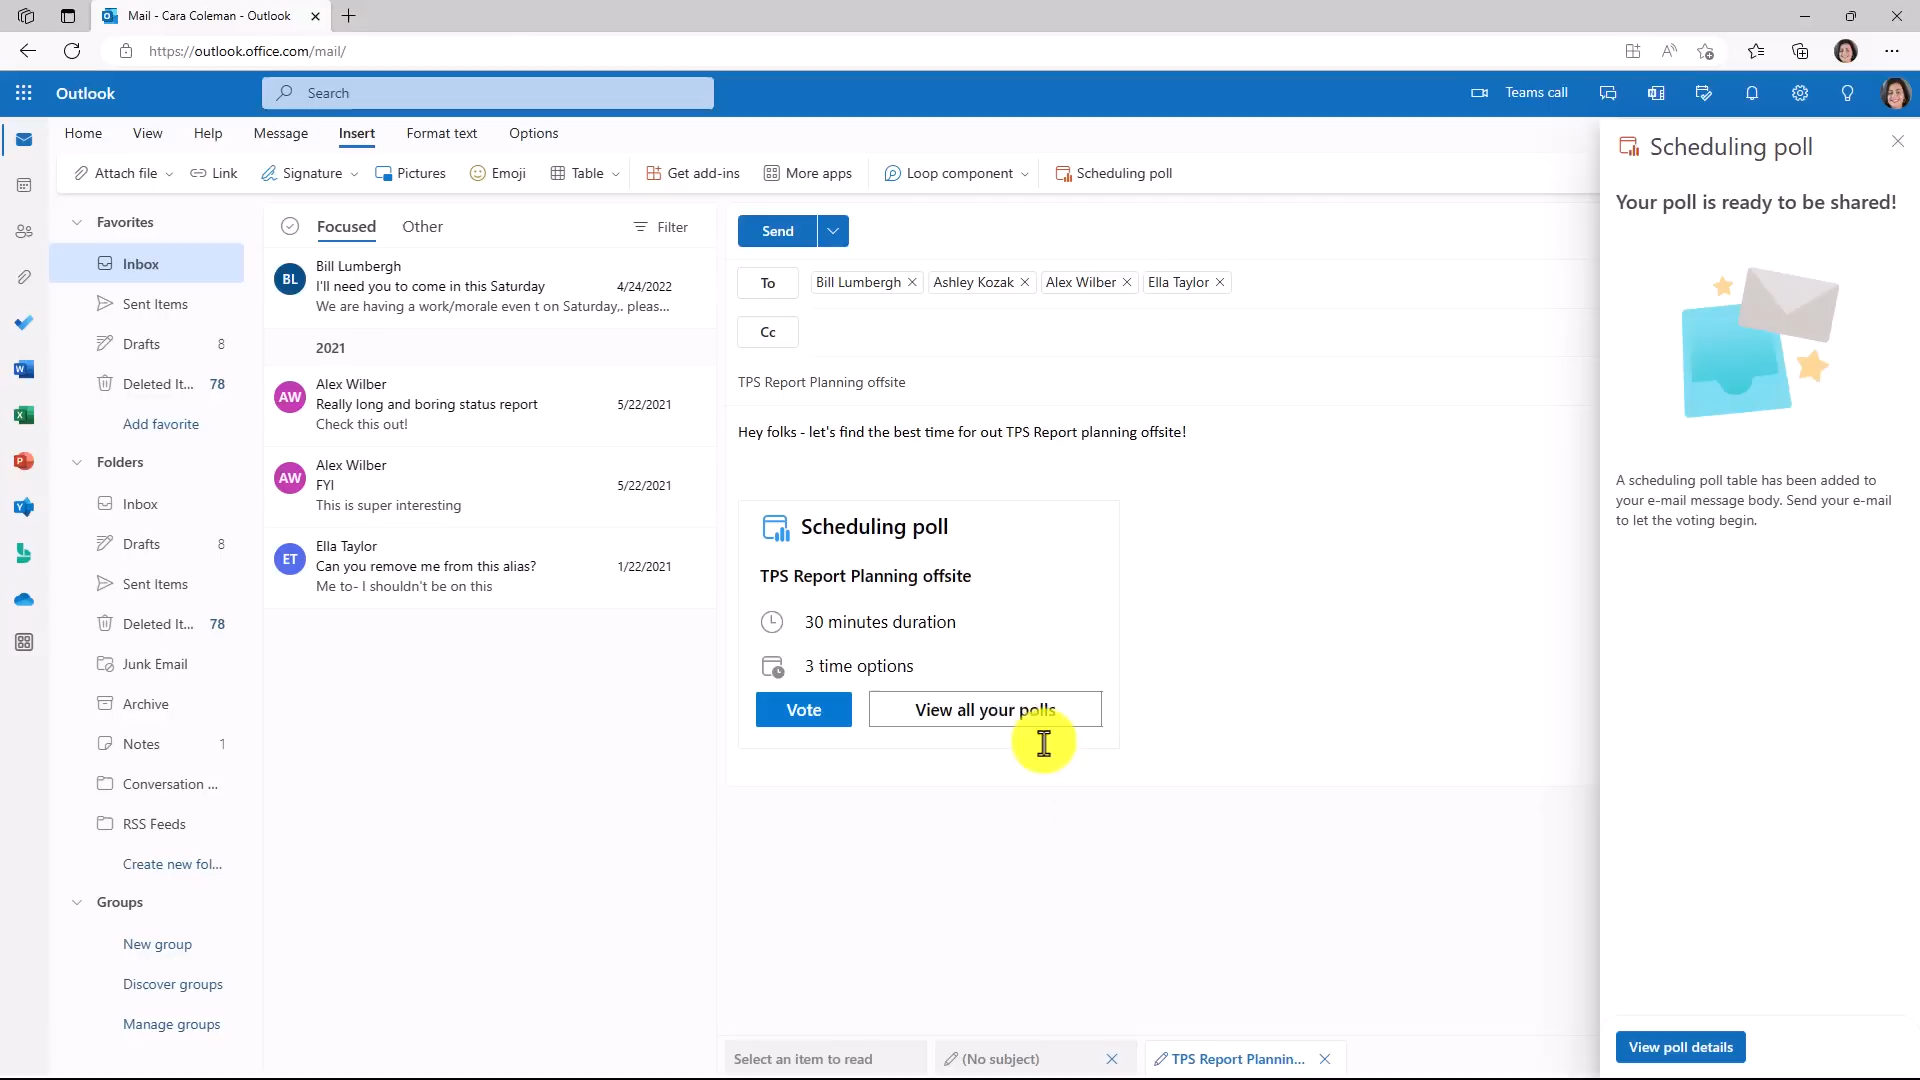 Mail - Cara Coleman - Outlook
https://outlook.office.com/mail/
Outlook
Search
Teams call
Home View Help Message Insert Format text Options
Attach file Link Signature Pictures Emoji Table Get add-ins More apps Loop component Scheduling poll
Favorites
Inbox
Sent Items
Drafts 8
Deleted It... 78
Add favorite
Folders
Inbox
Drafts 8
Sent Items
Deleted It... 78
Junk Email
Archive
Notes 1
Conversation ...
RSS Feeds
Create new fol...
Groups
New group
Discover groups
Manage groups
Focused Other Filter
BL
Bill Lumbergh
I'll need you to come in this Saturday 4/24/2022
We are having a work/morale even t on Saturday,. pleas...
2021
AW
Alex Wilber
Really long and boring status report 5/22/2021
Check this out!
AW
Alex Wilber
FYI 5/22/2021
This is super interesting
ET
Ella Taylor
Can you remove me from this alias? 1/22/2021
Me to- I shouldn't be on this
Send
To Bill Lumbergh Ashley Kozak Alex Wilber Ella Taylor
Cc
TPS Report Planning offsite
Hey folks - let's find the best time for out TPS Report planning offsite!
Scheduling poll
TPS Report Planning offsite
30 minutes duration
3 time options
Vote View all your polls
Select an item to read (No subject) TPS Report Plannin...
Scheduling poll
Your poll is ready to be shared!
A scheduling poll table has been added to
your e-mail message body. Send your e-mail
to let the voting begin.
View poll details